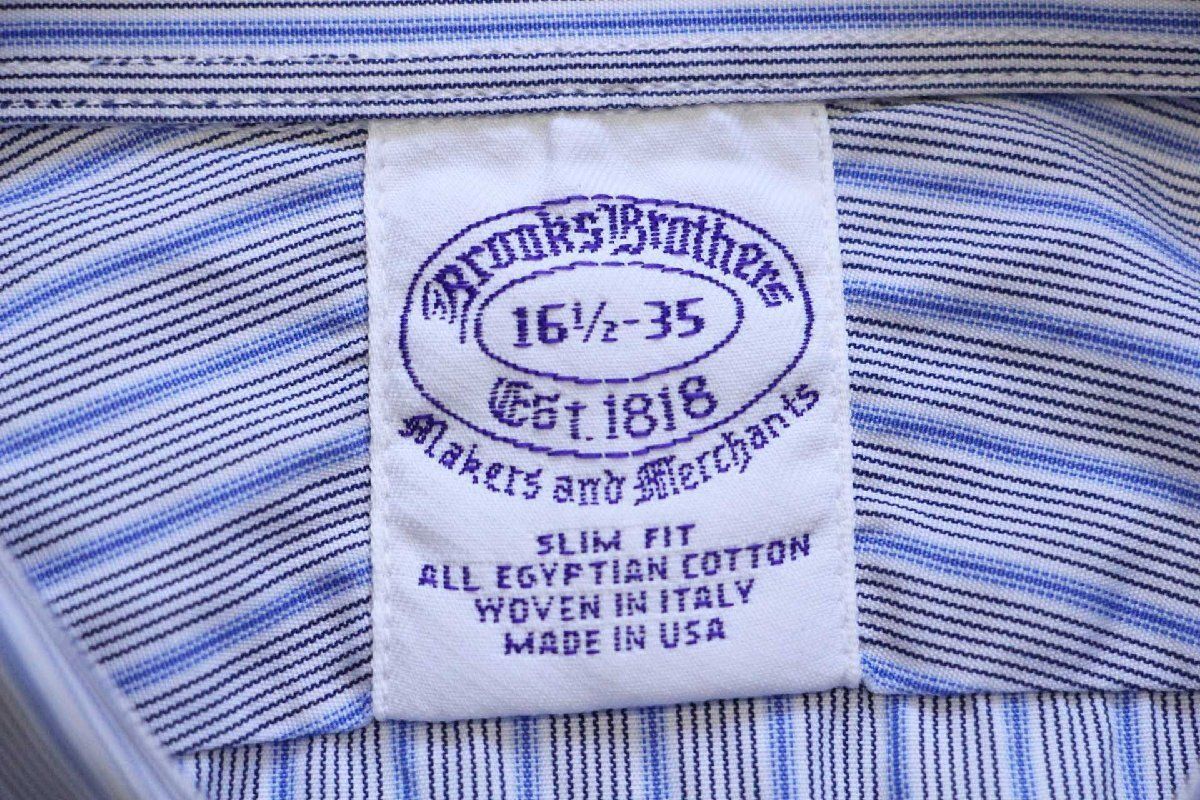 Brooks Brothers
16½-35
Est. 1818
Makers and Merchants
SLIM FIT
ALL EGYPTIAN COTTON
WOVEN IN ITALY
MADE IN USA